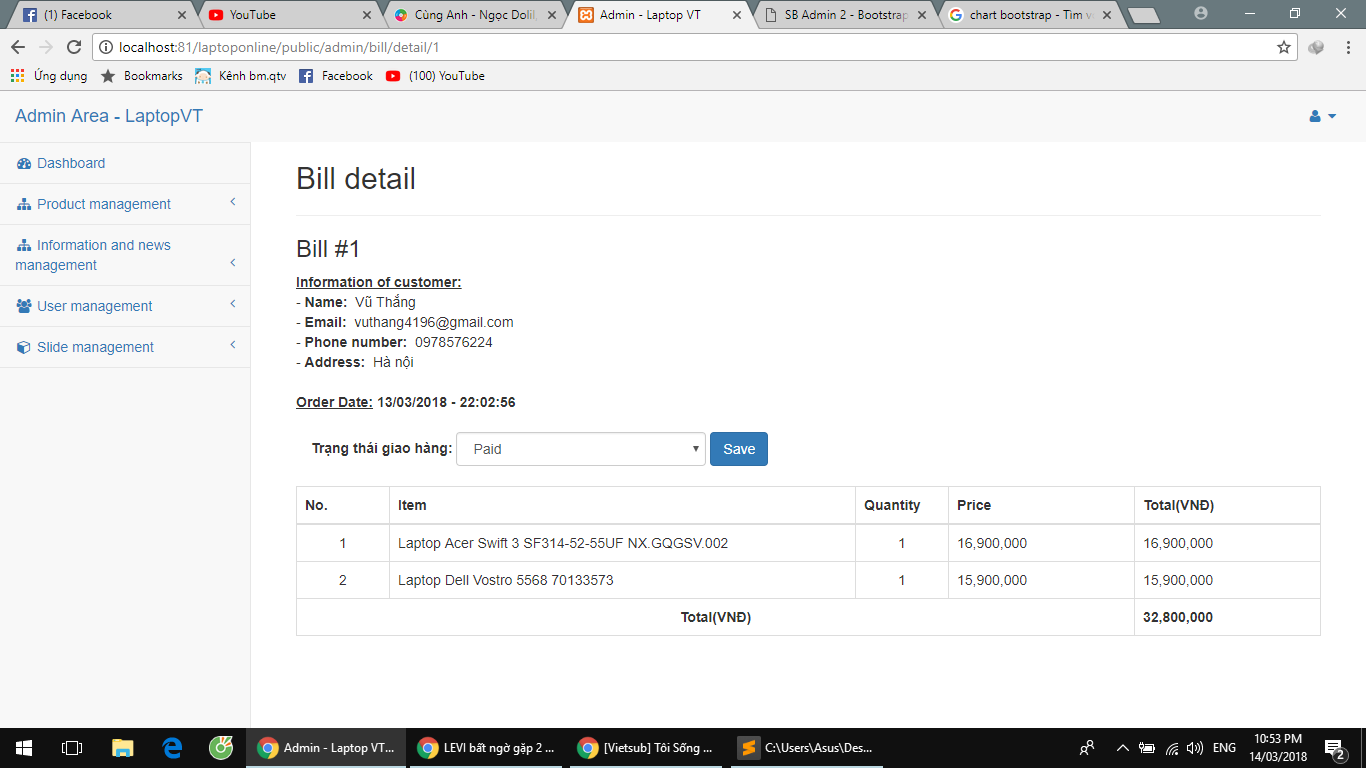 (1) Facebook
YouTube
Cùng Anh - Ngọc Dolil,
Admin - Laptop VT
SB Admin 2 - Bootstrap
chart bootstrap - Tìm v
localhost:81/laptoponline/public/admin/bill/detail/1
Ứng dụng
Bookmarks
Kênh bm.qtv
Facebook
(100) YouTube
Admin Area - LaptopVT
Dashboard
Product management
Information and news
management
User management
Slide management
Bill detail
Bill #1
Information of customer:
- Name: Vũ Thắng
- Email: vuthang4196@gmail.com
- Phone number: 0978576224
- Address: Hà nội
Order Date: 13/03/2018 - 22:02:56
Trạng thái giao hàng: Paid Save
No. Item Quantity Price Total(VNĐ)
1 Laptop Acer Swift 3 SF314-52-55UF NX.GQGSV.002 1 16,900,000 16,900,000
2 Laptop Dell Vostro 5568 70133573 1 15,900,000 15,900,000
Total(VNĐ) 32,800,000
Admin - Laptop VT...
LEVI bất ngờ gặp 2 ...
[Vietsub] Tôi Sống ...
C:\Users\Asus\Des...
ENG
10:53 PM
14/03/2018
2